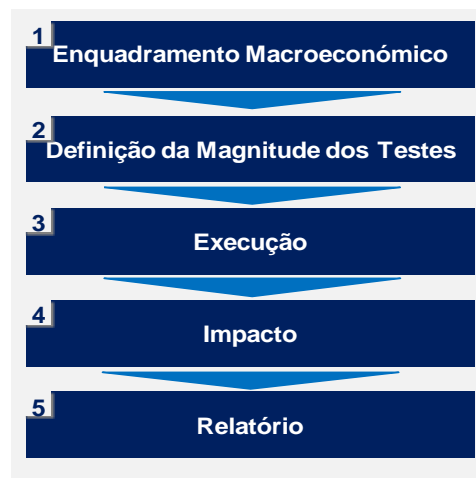 1
Enquadramento Macroeconómico
2
Definição da Magnitude dos Testes
3
Execução
4
Impacto
5
Relatório